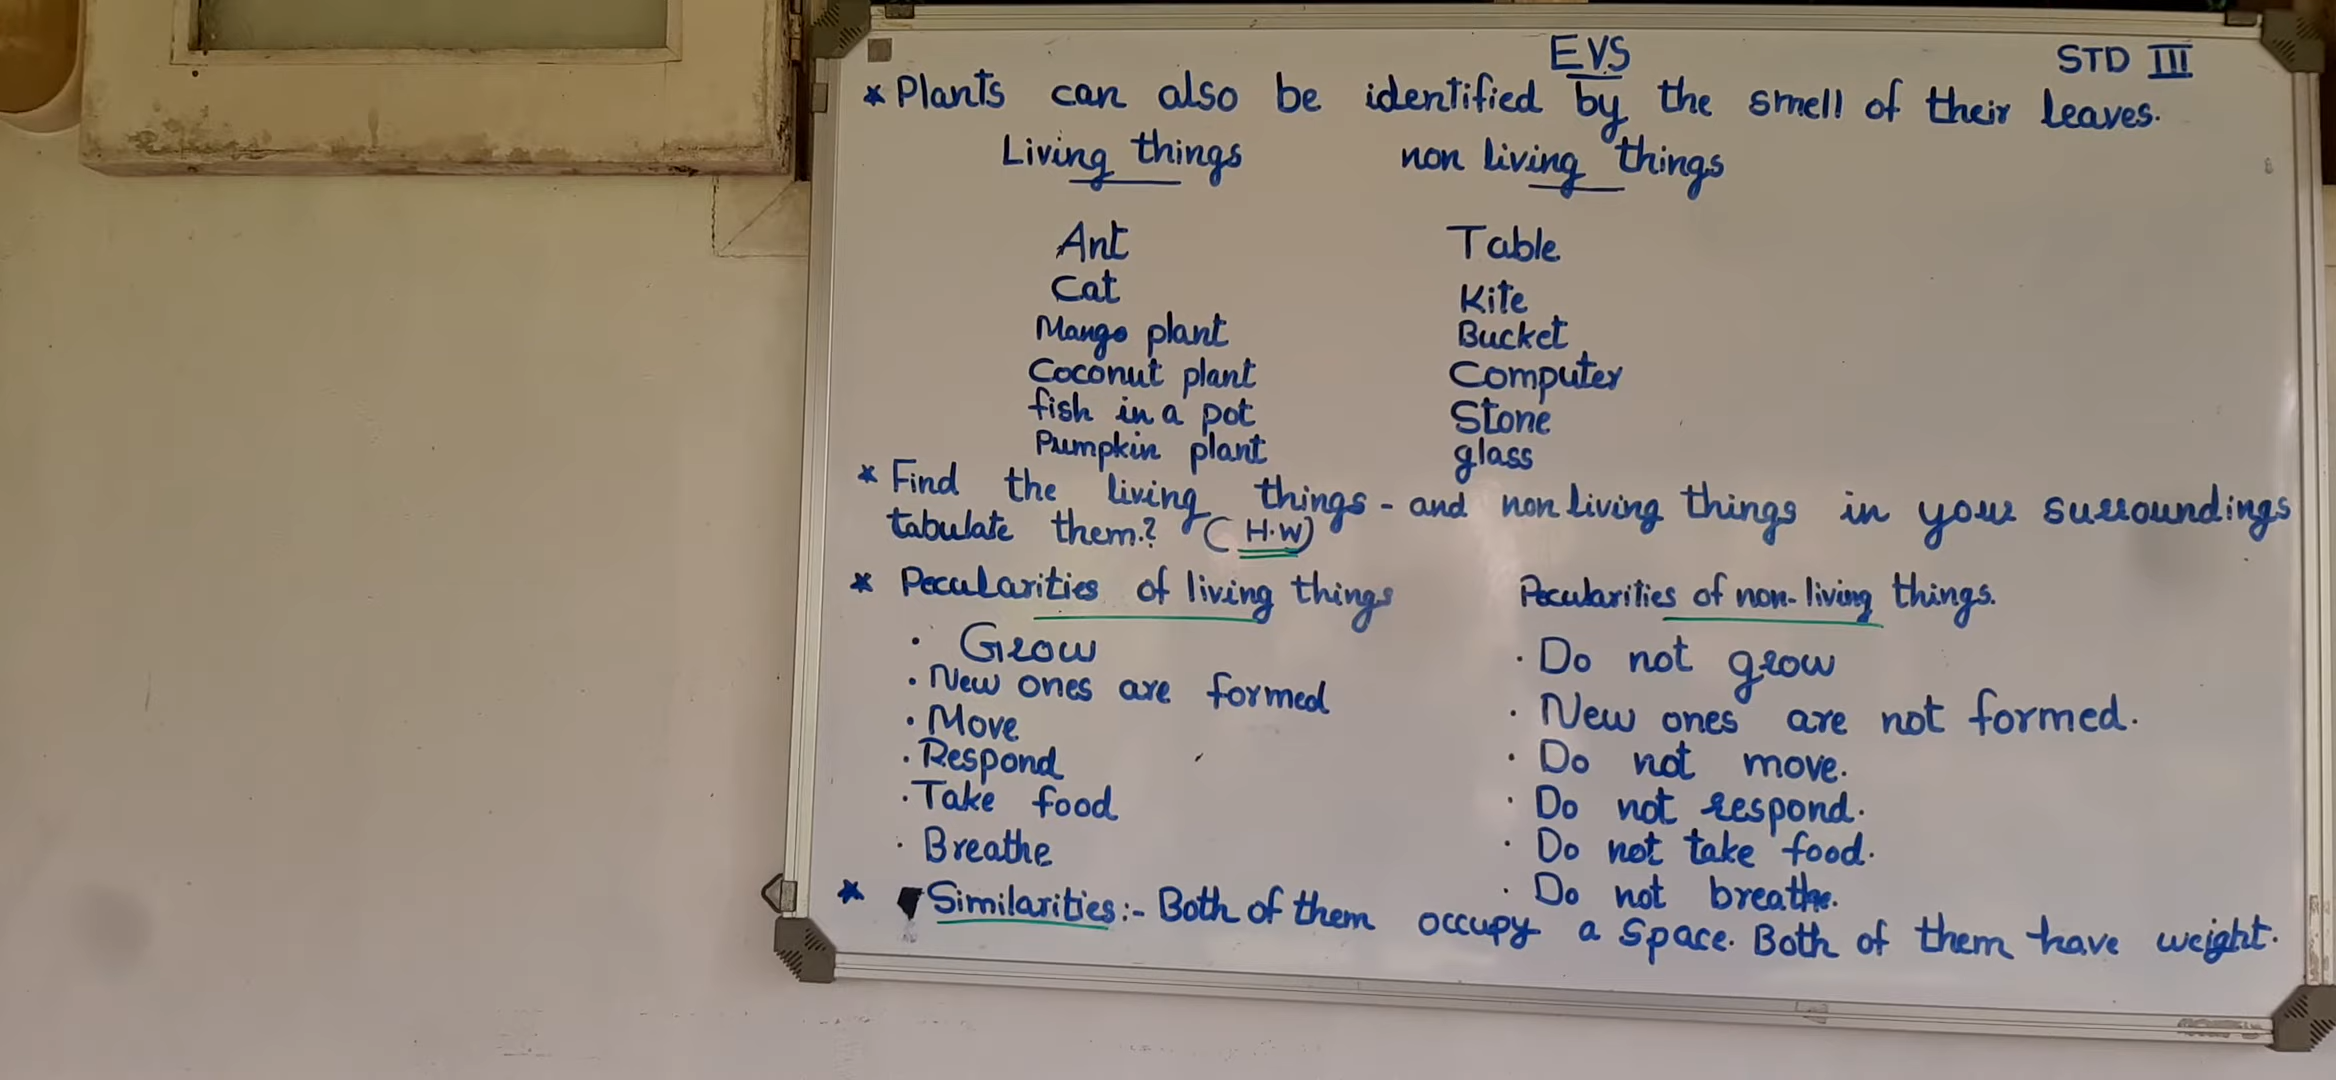 EVS
STD III
* Plants can also be identified by the smell of their leaves.
Living things non living things
Ant Table
Cat Kite
Mango plant Bucket
Coconut plant Computer
fish in a pot Stone
Pumpkin plant glass
* Find the living things - and non living things in your surroundings
tabulate them.? (H.W)
* Pecularities of living things Pecularities of non-living things.
· Grow · Do not grow
· New ones are formed · New ones are not formed.
· Move · Do not move.
· Respond · Do not respond.
· Take food · Do not take food.
· Breathe · Do not breathe.
* Similarities:- Both of them occupy a Space. Both of them have weight.